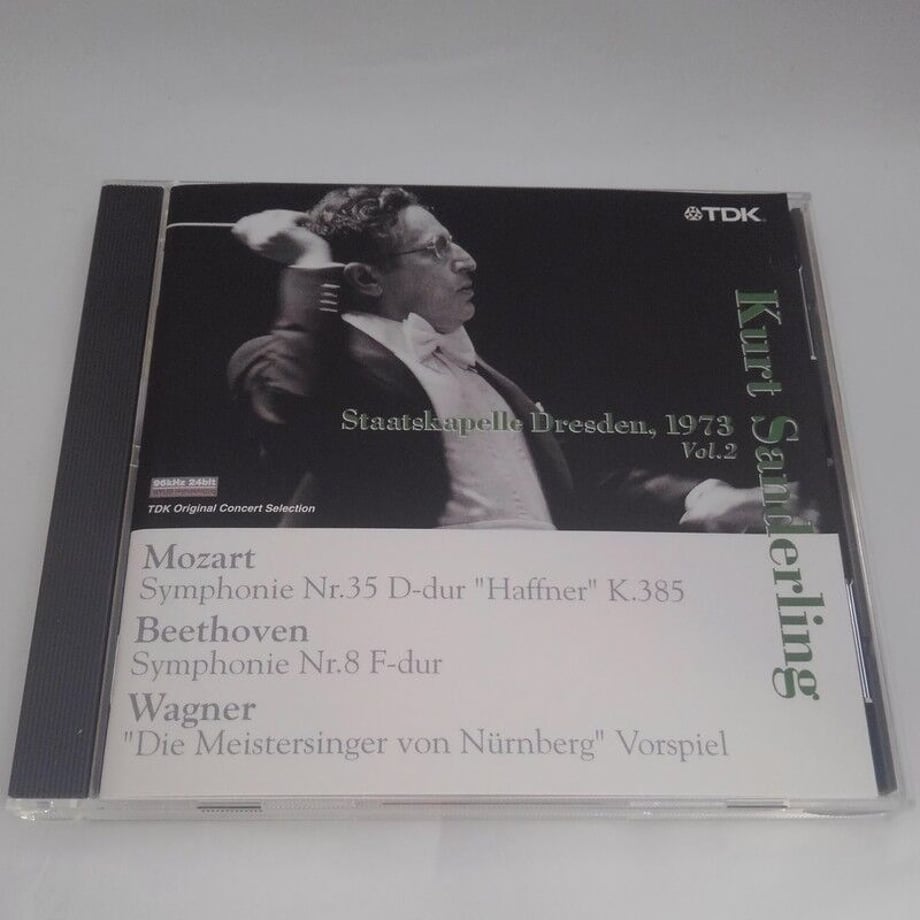 TDK
Kurt Sanderling
Staatskapelle Dresden, 1973
Vol.2
96kHz 24bit
TDK Original Concert Selection
Mozart
Symphonie Nr.35 D-dur "Haffner" K.385
Beethoven
Symphonie Nr.8 F-dur
Wagner
"Die Meistersinger von Nürnberg" Vorspiel